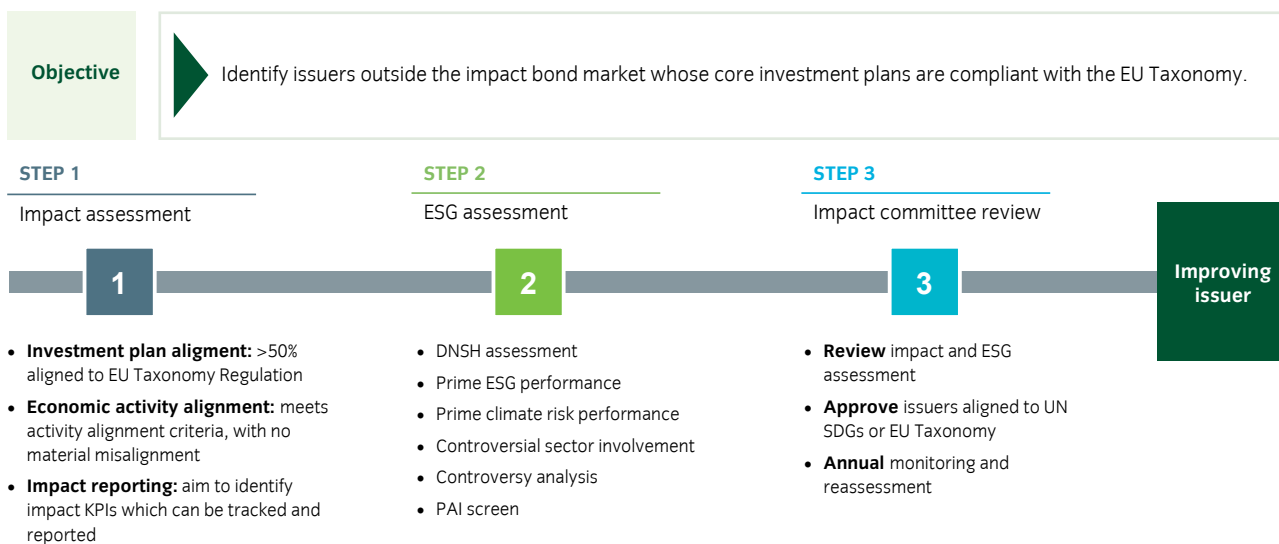 Objective
Identify issuers outside the impact bond market whose core investment plans are compliant with the EU Taxonomy.
STEP 1
Impact assessment
1
• Investment plan aligment: >50%
aligned to EU Taxonomy Regulation
• Economic activity alignment: meets
activity alignment criteria, with no
material misalignment
• Impact reporting: aim to identify
impact KPIs which can be tracked and
reported
STEP 2
ESG assessment
2
• DNSH assessment
• Prime ESG performance
• Prime climate risk performance
• Controversial sector involvement
• Controversy analysis
• PAI screen
STEP 3
Impact committee review
3
• Review impact and ESG
assessment
• Approve issuers aligned to UN
SDGs or EU Taxonomy
• Annual monitoring and
reassessment
Improving
issuer